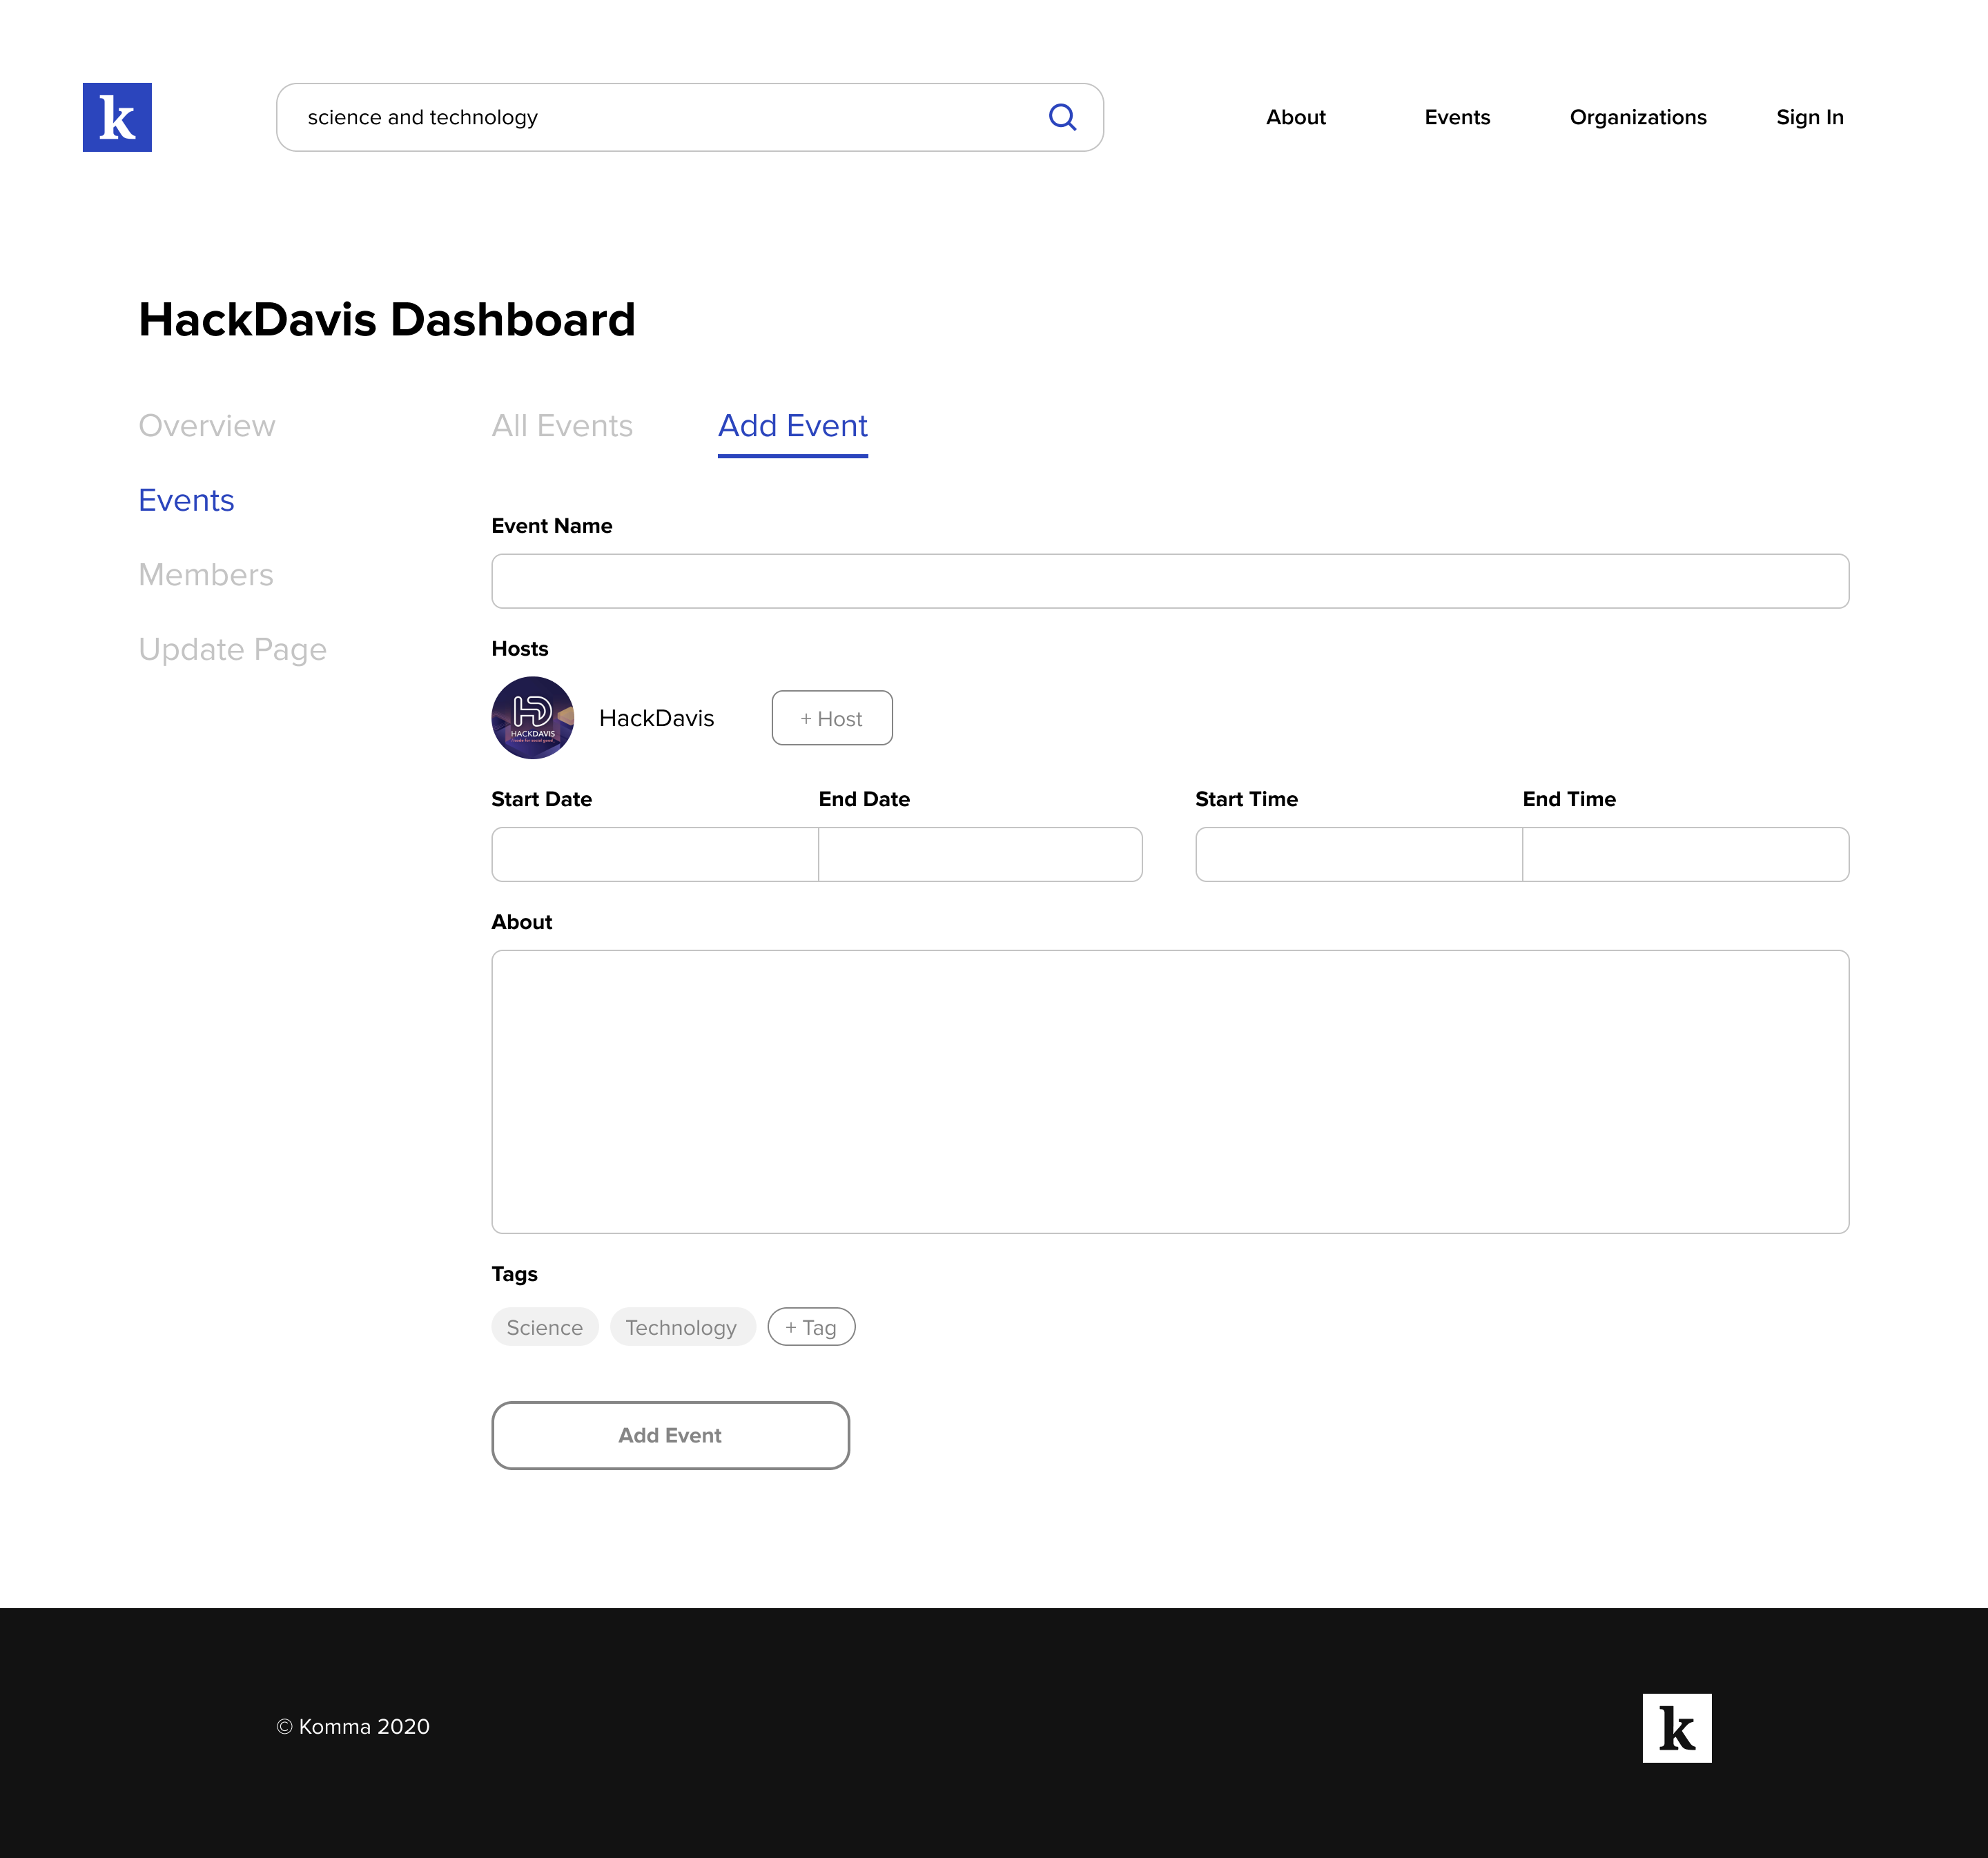 k
science and technology
About Events Organizations Sign In
HackDavis Dashboard
Overview
Events
Members
Update Page
All Events Add Event
Event Name
Hosts
HD
HACKDAVIS
HackDavis
+ Host
Start Date End Date Start Time End Time
About
Tags
Science Technology + Tag
Add Event
© Komma 2020
k